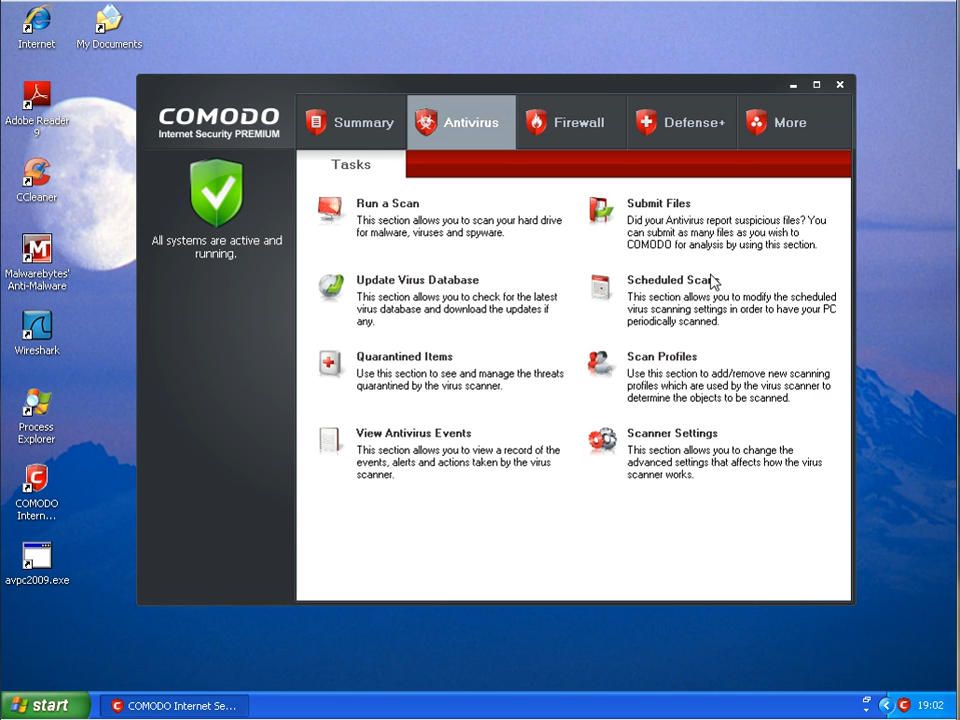 Internet
My Documents
Adobe Reader
9
CCleaner
Malwarebytes'
Anti-Malware
Wireshark
Process
Explorer
COMODO
Intern...
avpc2009.exe
COMODO
Internet Security PREMIUM
All systems are active and
running.
Summary
Antivirus
Firewall
Defense+
More
Tasks
Run a Scan
This section allows you to scan your hard drive
for malware, viruses and spyware.
Submit Files
Did your Antivirus report suspicious files? You
can submit as many files as you wish to
COMODO for analysis by using this section.
Update Virus Database
This section allows you to check for the latest
virus database and download the updates if
any.
Scheduled Scans
This section allows you to modify the scheduled
virus scanning settings in order to have your PC
periodically scanned.
Quarantined Items
Use this section to see and manage the threats
quarantined by the virus scanner.
Scan Profiles
Use this section to add/remove new scanning
profiles which are used by the virus scanner to
determine the objects to be scanned.
View Antivirus Events
This section allows you to view a record of the
events, alerts and actions taken by the virus
scanner.
Scanner Settings
This section allows you to change the
advanced settings that affects how the virus
scanner works.
start
COMODO Internet Se...
19:02